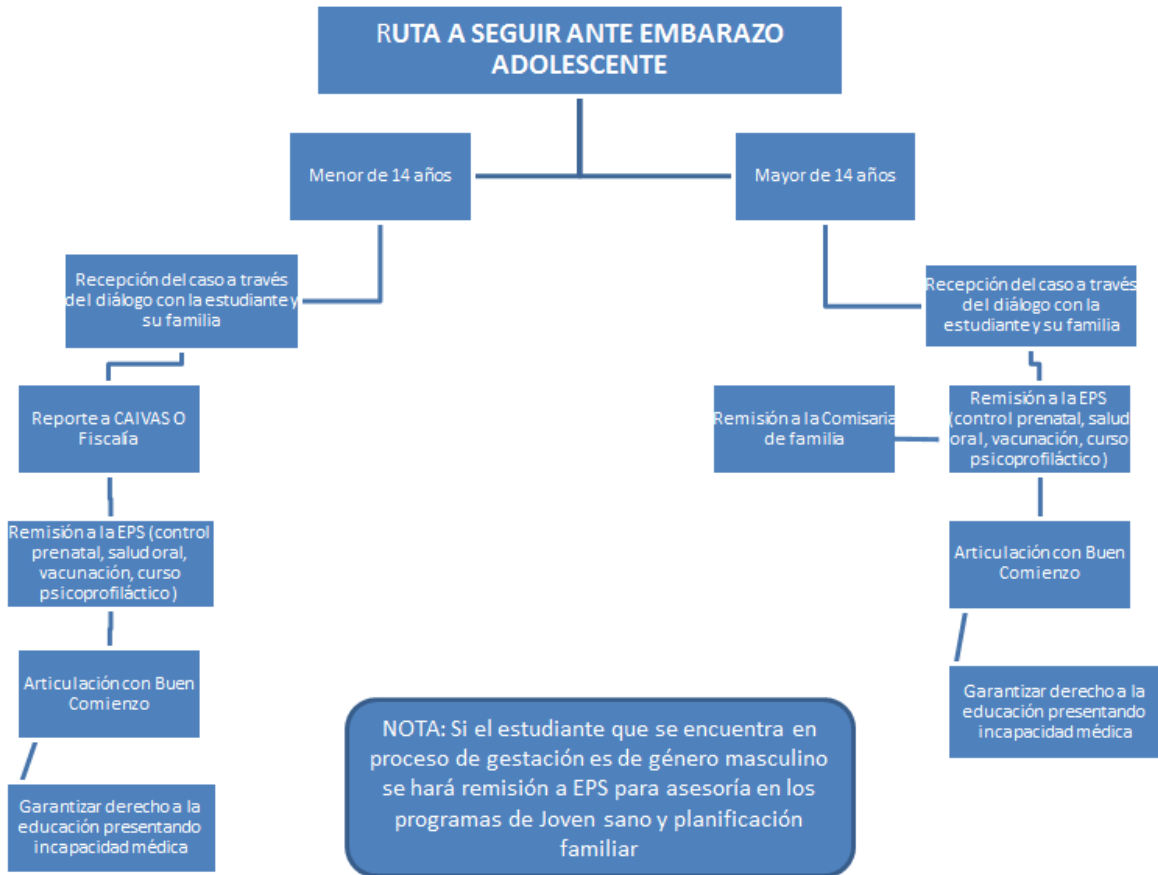 RUTA A SEGUIR ANTE EMBARAZO
ADOLESCENTE
Menor de 14 años
Mayor de 14 años
Recepción del caso a través
del diálogo con la estudiante y
su familia
Recepción del caso a través
del diálogo con la
estudiante y su familia
Reporte a CAIVAS O
Fiscalía
Remisión a la Comisaria
de familia
Remisión a la EPS
(control prenatal, salud
oral, vacunación, curso
psicoprofiláctico )
Remisión a la EPS (control
prenatal, salud oral,
vacunación, curso
psicoprofiláctico )
Articulación con Buen
Comienzo
Articulación con Buen
Comienzo
Garantizar derecho a la
educación presentando
incapacidad médica
Garantizar derecho a la
educación presentando
incapacidad médica
NOTA: Si el estudiante que se encuentra en
proceso de gestación es de género masculino
se hará remisión a EPS para asesoría en los
programas de Joven sano y planificación
familiar